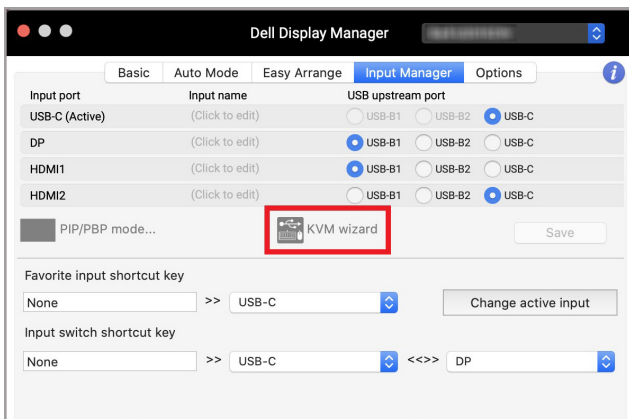 Dell Display Manager
Basic Auto Mode Easy Arrange Input Manager Options i
Input port Input name USB upstream port
USB-C (Active) (Click to edit) USB-B1 USB-B2 USB-C
DP (Click to edit) USB-B1 USB-B2 USB-C
HDMI1 (Click to edit) USB-B1 USB-B2 USB-C
HDMI2 (Click to edit) USB-B1 USB-B2 USB-C
PIP/PBP mode... KVM wizard Save
Favorite input shortcut key
None >> USB-C Change active input
Input switch shortcut key
None >> USB-C <<>> DP